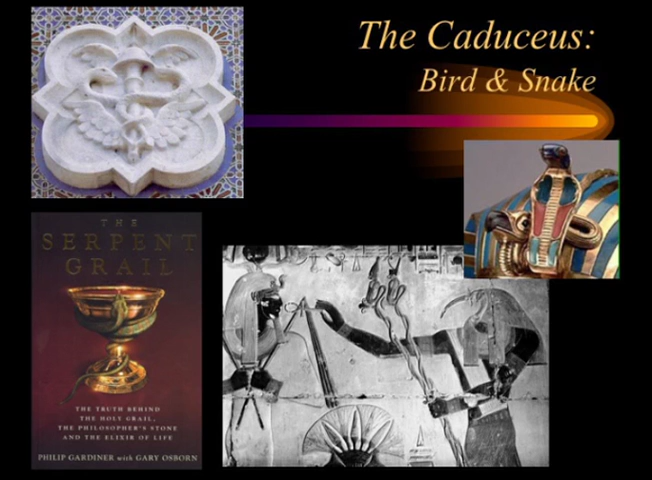 The Caduceus:
Bird & Snake
THE
SERPENT
GRAIL
THE TRUTH BEHIND
THE HOLY GRAIL,
THE PHILOSOPHER'S STONE
AND THE ELIXIR OF LIFE
PHILIP GARDINER with GARY OSBORN